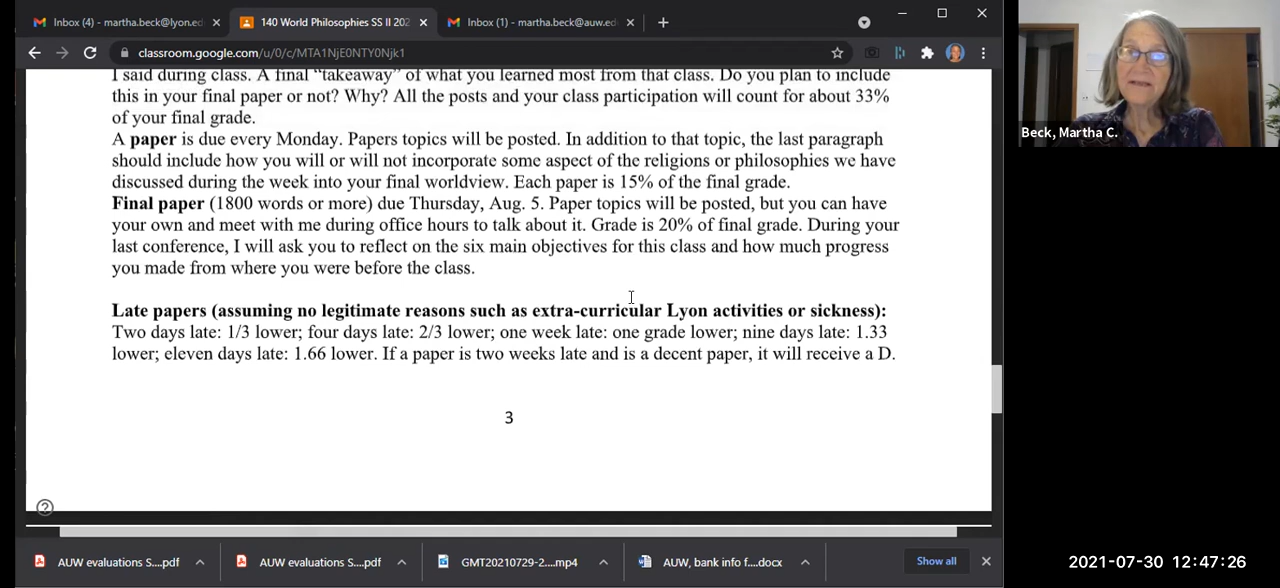 Inbox (4) - martha.beck@lyon.ed
140 World Philosophies SS II 202
Inbox (1) - martha.beck@auw.ed
classroom.google.com/u/0/c/MTA1NjE0NTY0Njk1
I said during class. A final "takeaway" of what you learned most from that class. Do you plan to include
this in your final paper or not? Why? All the posts and your class participation will count for about 33%
of your final grade.
A paper is due every Monday. Papers topics will be posted. In addition to that topic, the last paragraph
should include how you will or will not incorporate some aspect of the religions or philosophies we have
discussed during the week into your final worldview. Each paper is 15% of the final grade.
Final paper (1800 words or more) due Thursday, Aug. 5. Paper topics will be posted, but you can have
your own and meet with me during office hours to talk about it. Grade is 20% of final grade. During your
last conference, I will ask you to reflect on the six main objectives for this class and how much progress
you made from where you were before the class.
Late papers (assuming no legitimate reasons such as extra-curricular Lyon activities or sickness):
Two days late: 1/3 lower; four days late: 2/3 lower; one week late: one grade lower; nine days late: 1.33
lower; eleven days late: 1.66 lower. If a paper is two weeks late and is a decent paper, it will receive a D.
3
AUW evaluations S....pdf
AUW evaluations S....pdf
GMT20210729-2....mp4
AUW, bank info f....docx
Show all
Beck, Martha C.
2021-07-30 12:47:26